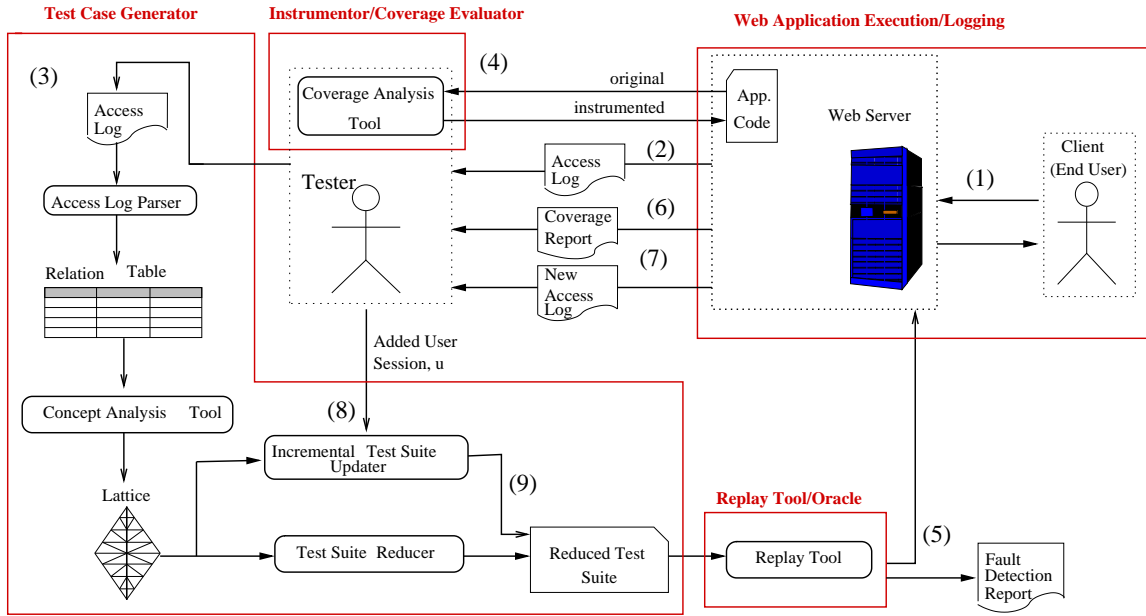 Test Case Generator
Instrumentor/Coverage Evaluator
Web Application Execution/Logging
(3)
Access
Log
Access Log Parser
Relation Table
Concept Analysis Tool
Lattice
(4)
Coverage Analysis
Tool
original
instrumented
App.
Code
Web Server
Tester
(2)
Access
Log
(6)
Coverage
Report
(7)
New
Access
Log
(1)
Client
(End User)
Added User
Session, u
(8)
Incremental Test Suite
Updater
(9)
Test Suite Reducer
Reduced Test
Suite
Replay Tool/Oracle
Replay Tool
(5)
Fault
Detection
Report